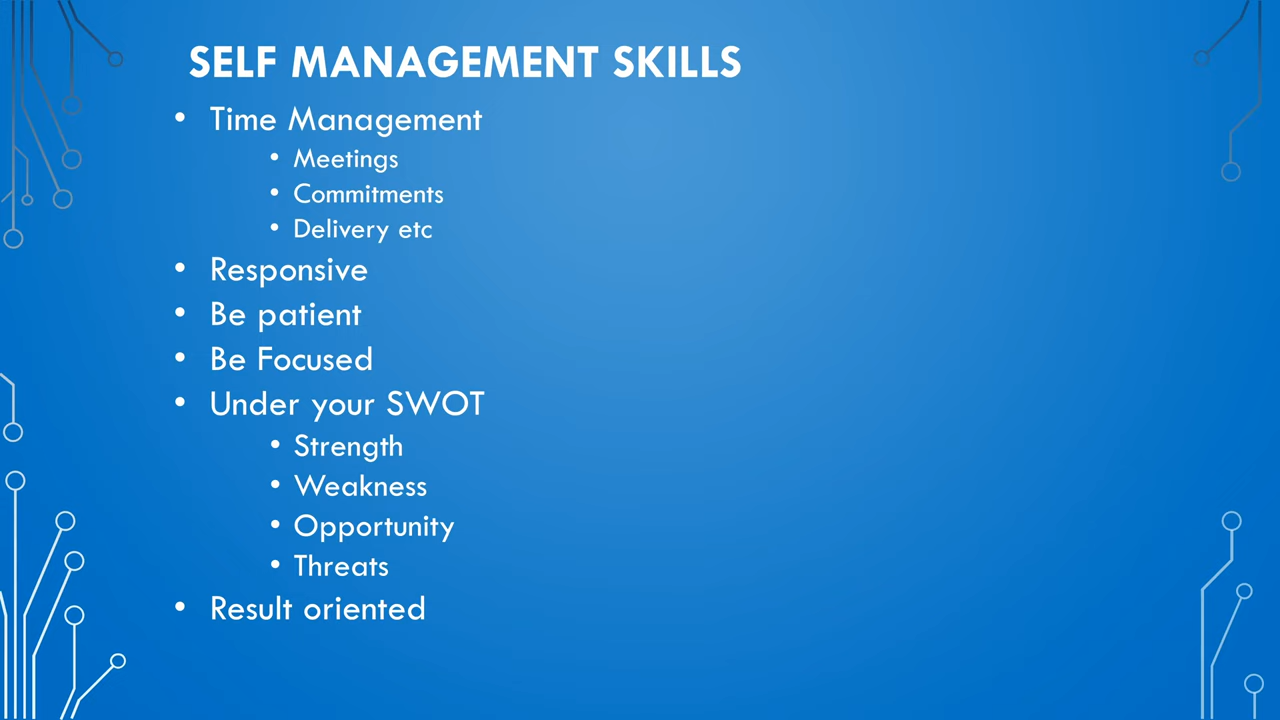 SELF MANAGEMENT SKILLS
• Time Management
• Meetings
• Commitments
• Delivery etc
• Responsive
• Be patient
• Be Focused
• Under your SWOT
• Strength
• Weakness
• Opportunity
• Threats
• Result oriented